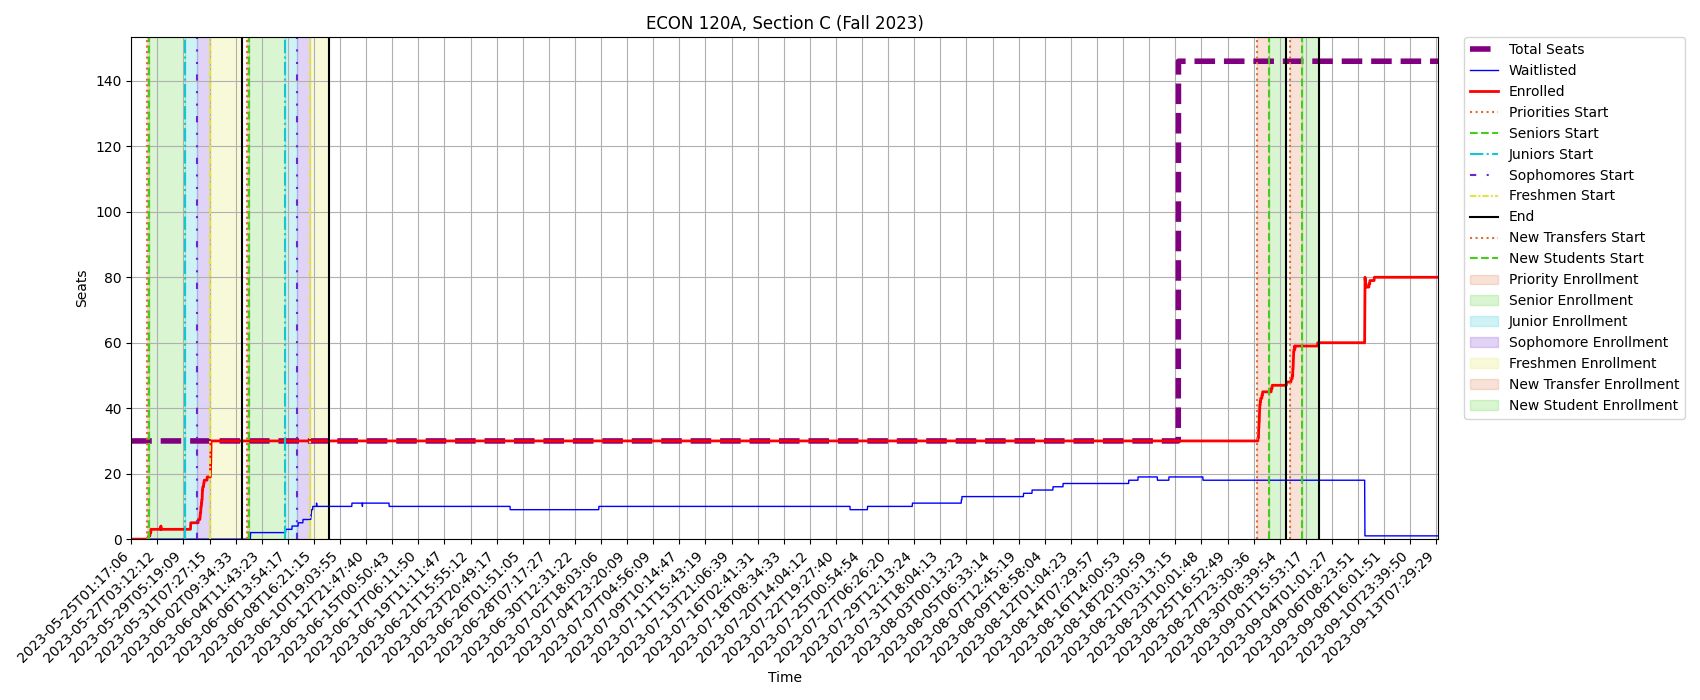 ECON 120A, Section C (Fall 2023)
Seats
140
120
100
80
60
40
20
0
2023-05-25T01:17:06
2023-05-27T03:12:12
2023-05-29T05:19:09
2023-05-31T07:27:15
2023-06-02T09:34:33
2023-06-04T11:43:23
2023-06-06T13:54:17
2023-06-08T16:21:15
2023-06-10T19:03:55
2023-06-12T21:47:40
2023-06-15T00:50:43
2023-06-17T06:11:50
2023-06-19T11:11:47
2023-06-21T15:55:12
2023-06-23T20:49:17
2023-06-26T01:51:05
2023-06-28T07:17:27
2023-06-30T12:31:22
2023-07-02T18:03:06
2023-07-04T23:20:09
2023-07-07T04:56:09
2023-07-09T10:14:47
2023-07-11T15:43:19
2023-07-13T21:06:39
2023-07-16T02:41:31
2023-07-18T08:34:33
2023-07-20T14:04:12
2023-07-22T19:27:40
2023-07-25T00:54:54
2023-07-27T06:26:20
2023-07-29T12:13:24
2023-07-31T18:04:13
2023-08-03T00:13:23
2023-08-05T06:33:14
2023-08-07T12:45:19
2023-08-09T18:58:04
2023-08-12T01:04:23
2023-08-14T07:29:57
2023-08-16T14:00:53
2023-08-18T20:30:59
2023-08-21T03:13:15
2023-08-23T10:01:48
2023-08-25T16:52:49
2023-08-27T23:30:36
2023-08-30T08:39:54
2023-09-01T15:53:17
2023-09-04T01:01:27
2023-09-06T08:23:51
2023-09-08T16:01:51
2023-09-10T23:39:50
2023-09-13T07:29:29
Time
Total Seats
Waitlisted
Enrolled
Priorities Start
Seniors Start
Juniors Start
Sophomores Start
Freshmen Start
End
New Transfers Start
New Students Start
Priority Enrollment
Senior Enrollment
Junior Enrollment
Sophomore Enrollment
Freshmen Enrollment
New Transfer Enrollment
New Student Enrollment